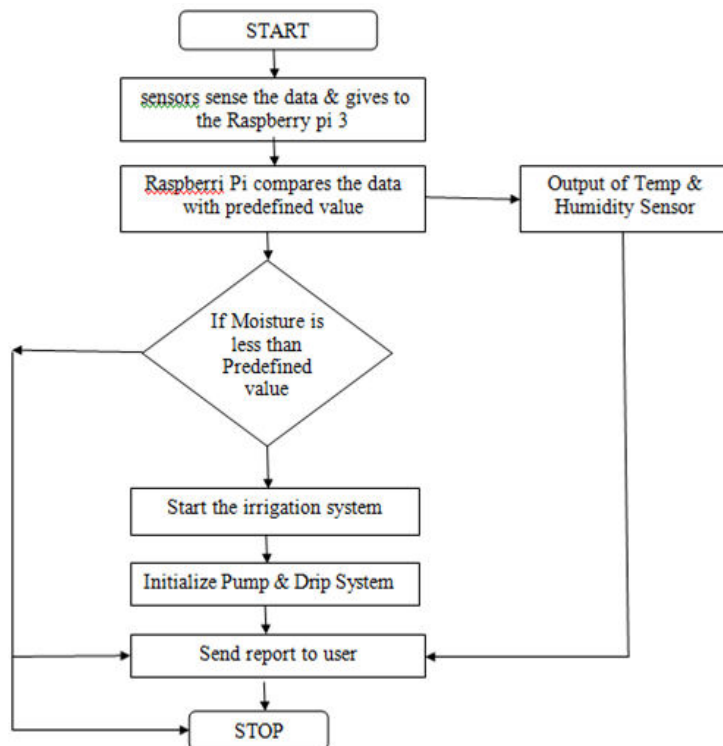 START
sensors sense the data & gives to
the Raspberry pi 3
Raspberri Pi compares the data
with predefined value
Output of Temp &
Humidity Sensor
If Moisture is
less than
Predefined
value
Start the irrigation system
Initialize Pump & Drip System
Send report to user
STOP